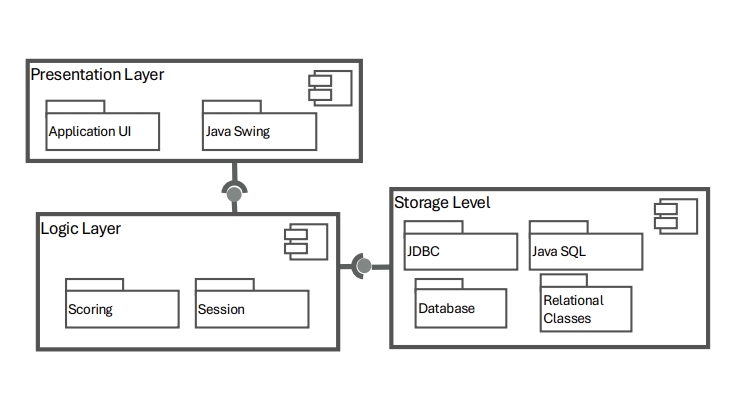 Presentation Layer
Application UI
Java Swing
Logic Layer
Scoring
Session
Storage Level
JDBC
Java SQL
Database
Relational
Classes